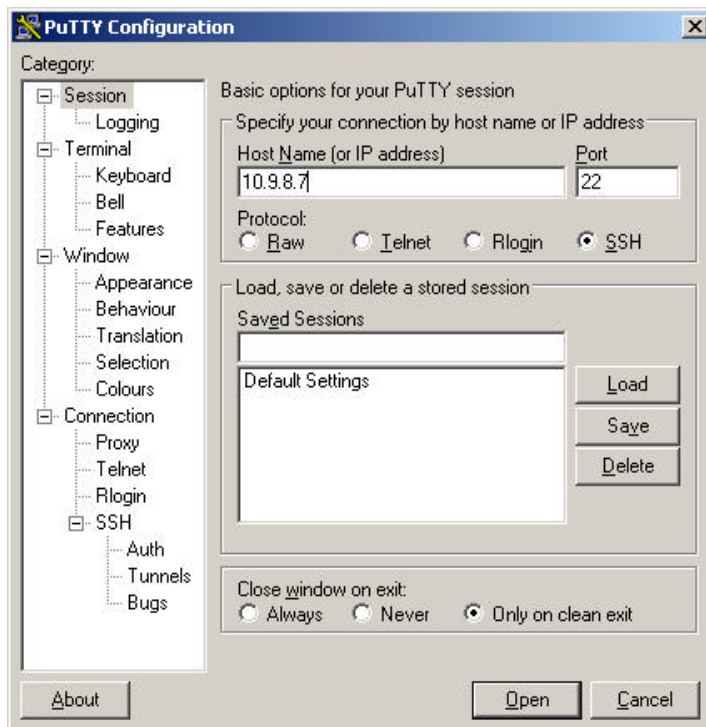 PuTTY Configuration
Category:
Session
Logging
Terminal
Keyboard
Bell
Features
Window
Appearance
Behaviour
Translation
Selection
Colours
Connection
Proxy
Telnet
Rlogin
SSH
Auth
Tunnels
Bugs
Basic options for your PuTTY session
Specify your connection by host name or IP address
Host Name (or IP address) Port
10.9.8.7 22
Protocol:
Raw Telnet Rlogin SSH
Load, save or delete a stored session
Saved Sessions
Default Settings
Load
Save
Delete
Close window on exit:
Always Never Only on clean exit
About Open Cancel